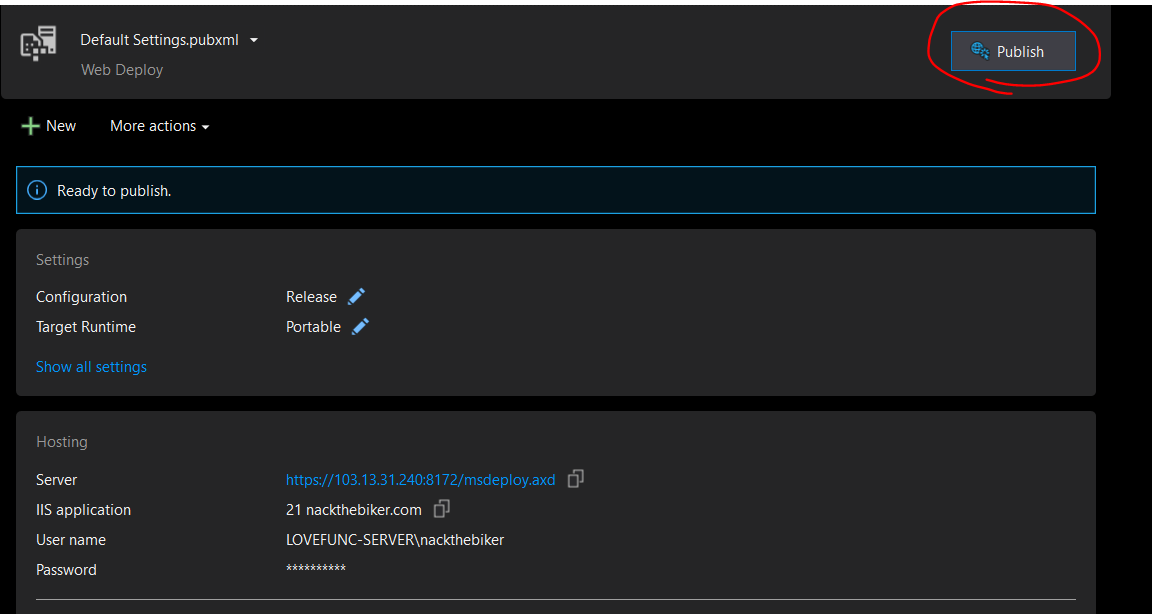 Default Settings.pubxml
Web Deploy
Publish
New
More actions
Ready to publish.
Settings
Configuration Release
Target Runtime Portable
Show all settings
Hosting
Server https://103.13.31.240:8172/msdeploy.axd
IIS application 21 nackthebiker.com
User name LOVEFUNC-SERVER\nackthebiker
Password **********